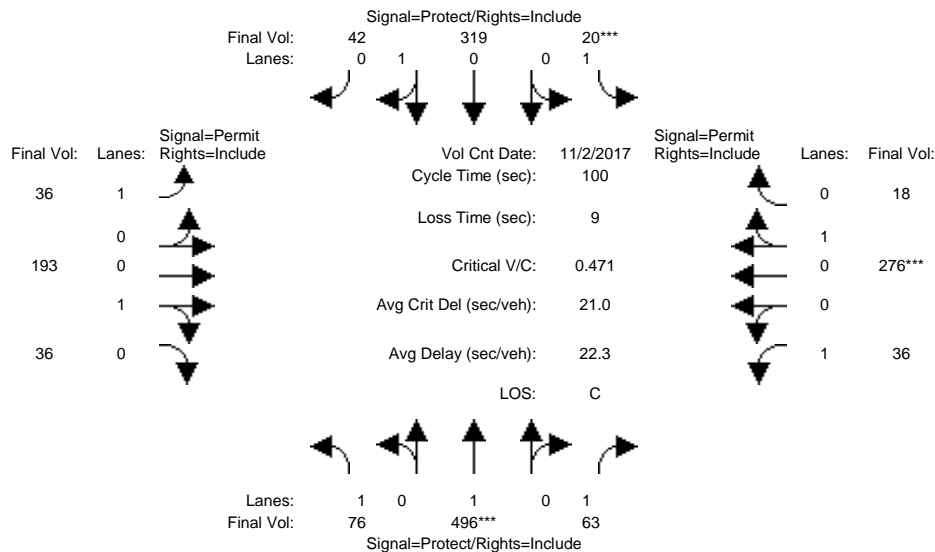 Signal=Protect/Rights=Include
Final Vol: 42 319 20***
Lanes: 0 1 0 0 1
Signal=Permit Signal=Permit
Final Vol: Lanes: Rights=Include Vol Cnt Date: 11/2/2017 Rights=Include Lanes: Final Vol:
Cycle Time (sec): 100
36 1 0 18
Loss Time (sec): 9
0 1
193 0 Critical V/C: 0.471 0 276***
1 Avg Crit Del (sec/veh): 21.0 0
36 0 Avg Delay (sec/veh): 22.3 1 36
LOS: C
Lanes: 1 0 1 0 1
Final Vol: 76 496*** 63
Signal=Protect/Rights=Include